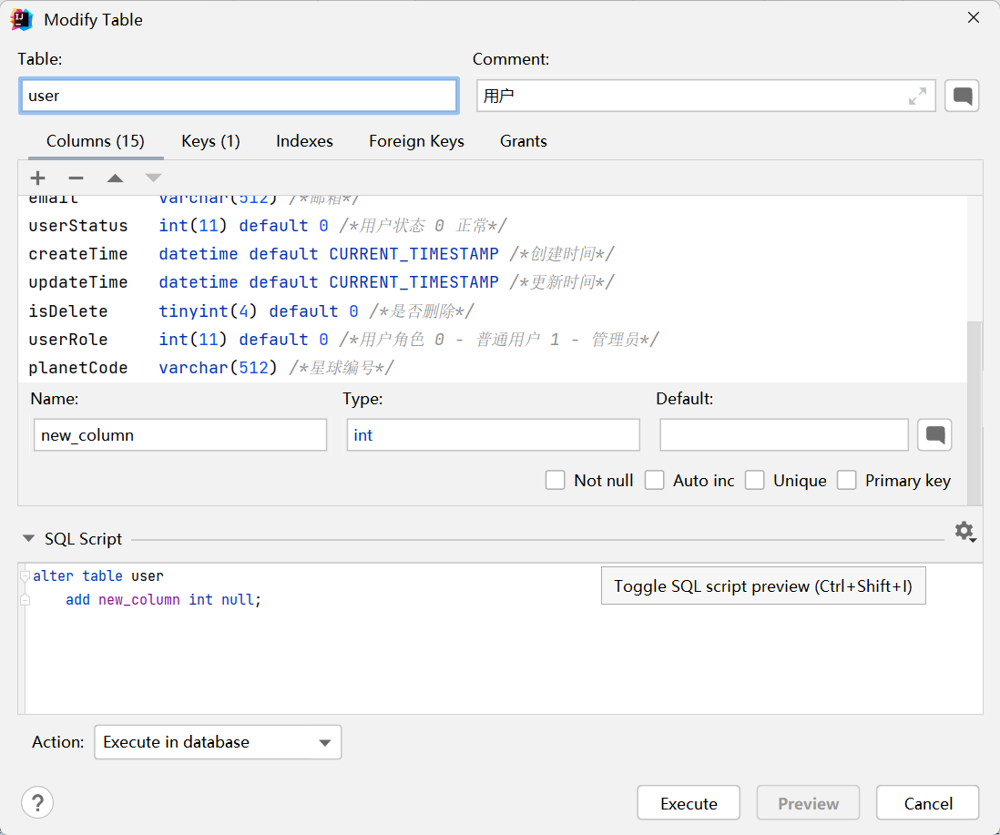 Modify Table
Table: Comment:
user 用户
Columns (15) Keys (1) Indexes Foreign Keys Grants
email varchar(512) /*邮箱*/
userStatus int(11) default 0 /*用户状态 0 正常*/
createTime datetime default CURRENT_TIMESTAMP /*创建时间*/
updateTime datetime default CURRENT_TIMESTAMP /*更新时间*/
isDelete tinyint(4) default 0 /*是否删除*/
userRole int(11) default 0 /*用户角色 0 - 普通用户 1 - 管理员*/
planetCode varchar(512) /*星球编号*/
Name: Type: Default:
new_column int
Not null Auto inc Unique Primary key
SQL Script
alter table user
Toggle SQL script preview (Ctrl+Shift+I)
add new_column int null;
Action: Execute in database
? Execute Preview Cancel